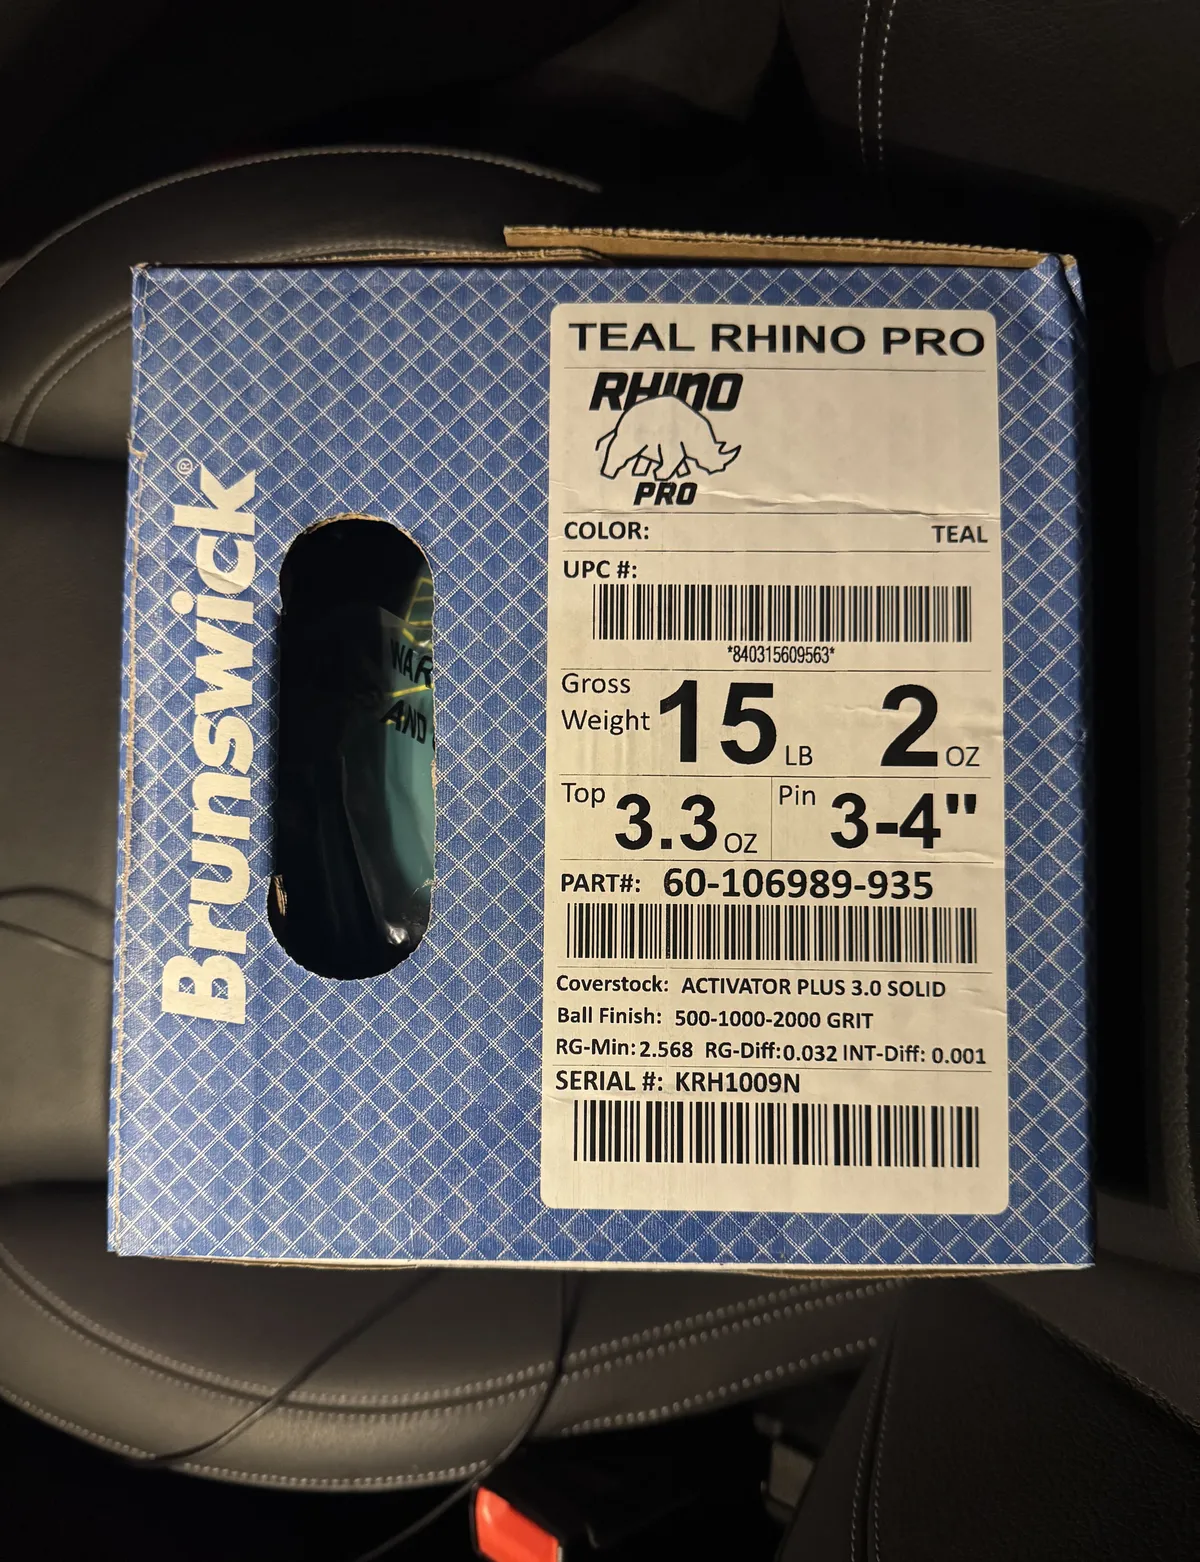 Brunswick®
WAR
AND
TEAL RHINO PRO
RHINO
PRO
COLOR: TEAL
UPC #:
*840315609563*
Gross
Weight 15 LB 2 OZ
Top 3.3 OZ Pin 3-4"
PART#: 60-106989-935
Coverstock: ACTIVATOR PLUS 3.0 SOLID
Ball Finish: 500-1000-2000 GRIT
RG-Min: 2.568 RG-Diff: 0.032 INT-Diff: 0.001
SERIAL #: KRH1009N